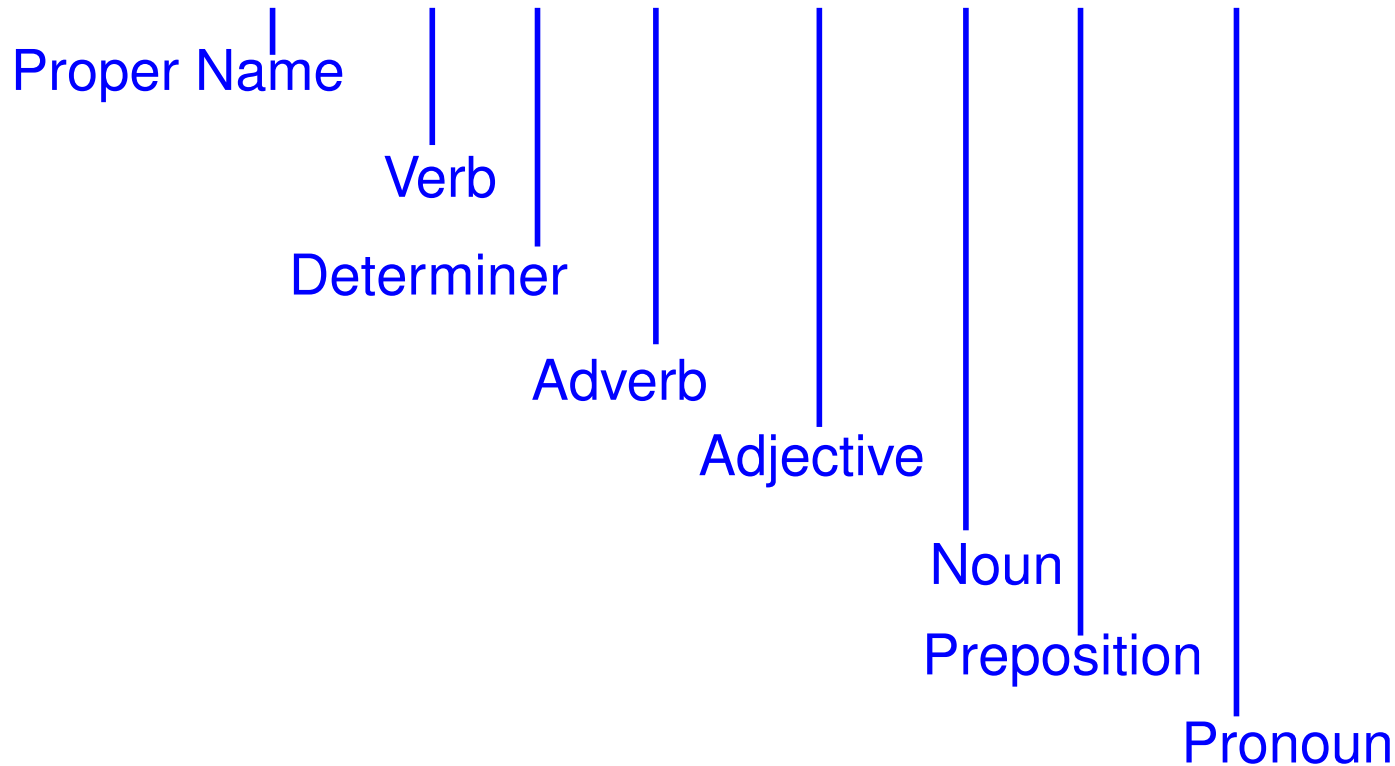 Proper Name
Verb
Determiner
Adverb
Adjective
Noun
Preposition
Pronoun